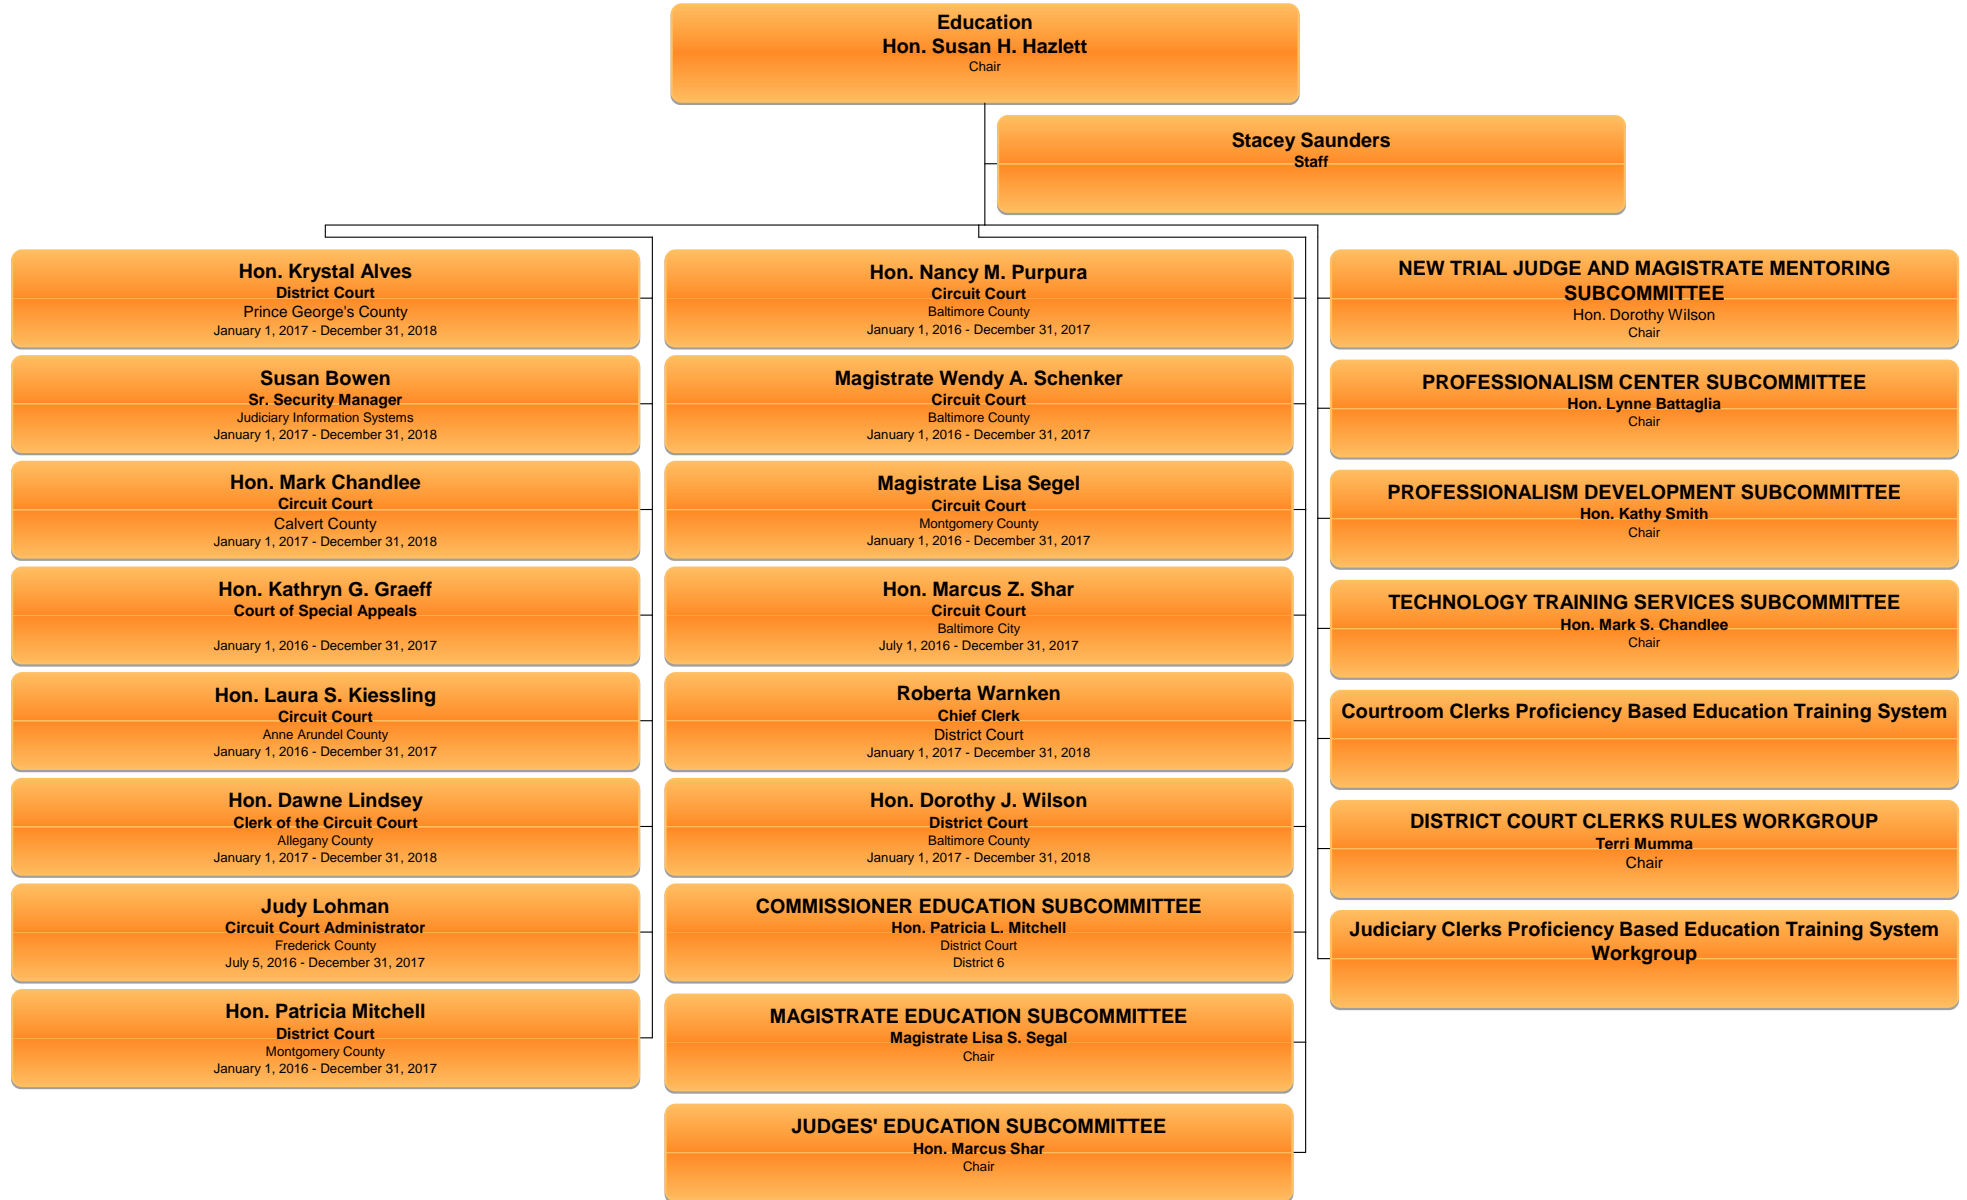 Education
Hon. Susan H. Hazlett
Chair
Stacey Saunders
Staff
Hon. Krystal Alves
District Court
Prince George's County
January 1, 2017 - December 31, 2018
Susan Bowen
Sr. Security Manager
Judiciary Information Systems
January 1, 2017 - December 31, 2018
Hon. Mark Chandlee
Circuit Court
Calvert County
January 1, 2017 - December 31, 2018
Hon. Kathryn G. Graeff
Court of Special Appeals
January 1, 2016 - December 31, 2017
Hon. Laura S. Kiessling
Circuit Court
Anne Arundel County
January 1, 2016 - December 31, 2017
Hon. Dawne Lindsey
Clerk of the Circuit Court
Allegany County
January 1, 2017 - December 31, 2018
Judy Lohman
Circuit Court Administrator
Frederick County
July 5, 2016 - December 31, 2017
Hon. Patricia Mitchell
District Court
Montgomery County
January 1, 2016 - December 31, 2017
Hon. Nancy M. Purpura
Circuit Court
Baltimore County
January 1, 2016 - December 31, 2017
Magistrate Wendy A. Schenker
Circuit Court
Baltimore County
January 1, 2016 - December 31, 2017
Magistrate Lisa Segel
Circuit Court
Montgomery County
January 1, 2016 - December 31, 2017
Hon. Marcus Z. Shar
Circuit Court
Baltimore City
July 1, 2016 - December 31, 2017
Roberta Warnken
Chief Clerk
District Court
January 1, 2017 - December 31, 2018
Hon. Dorothy J. Wilson
District Court
Baltimore County
January 1, 2017 - December 31, 2018
COMMISSIONER EDUCATION SUBCOMMITTEE
Hon. Patricia L. Mitchell
District Court
District 6
MAGISTRATE EDUCATION SUBCOMMITTEE
Magistrate Lisa S. Segal
Chair
JUDGES' EDUCATION SUBCOMMITTEE
Hon. Marcus Shar
Chair
NEW TRIAL JUDGE AND MAGISTRATE MENTORING
SUBCOMMITTEE
Hon. Dorothy Wilson
Chair
PROFESSIONALISM CENTER SUBCOMMITTEE
Hon. Lynne Battaglia
Chair
PROFESSIONALISM DEVELOPMENT SUBCOMMITTEE
Hon. Kathy Smith
Chair
TECHNOLOGY TRAINING SERVICES SUBCOMMITTEE
Hon. Mark S. Chandlee
Chair
Courtroom Clerks Proficiency Based Education Training System
DISTRICT COURT CLERKS RULES WORKGROUP
Terri Mumma
Chair
Judiciary Clerks Proficiency Based Education Training System
Workgroup